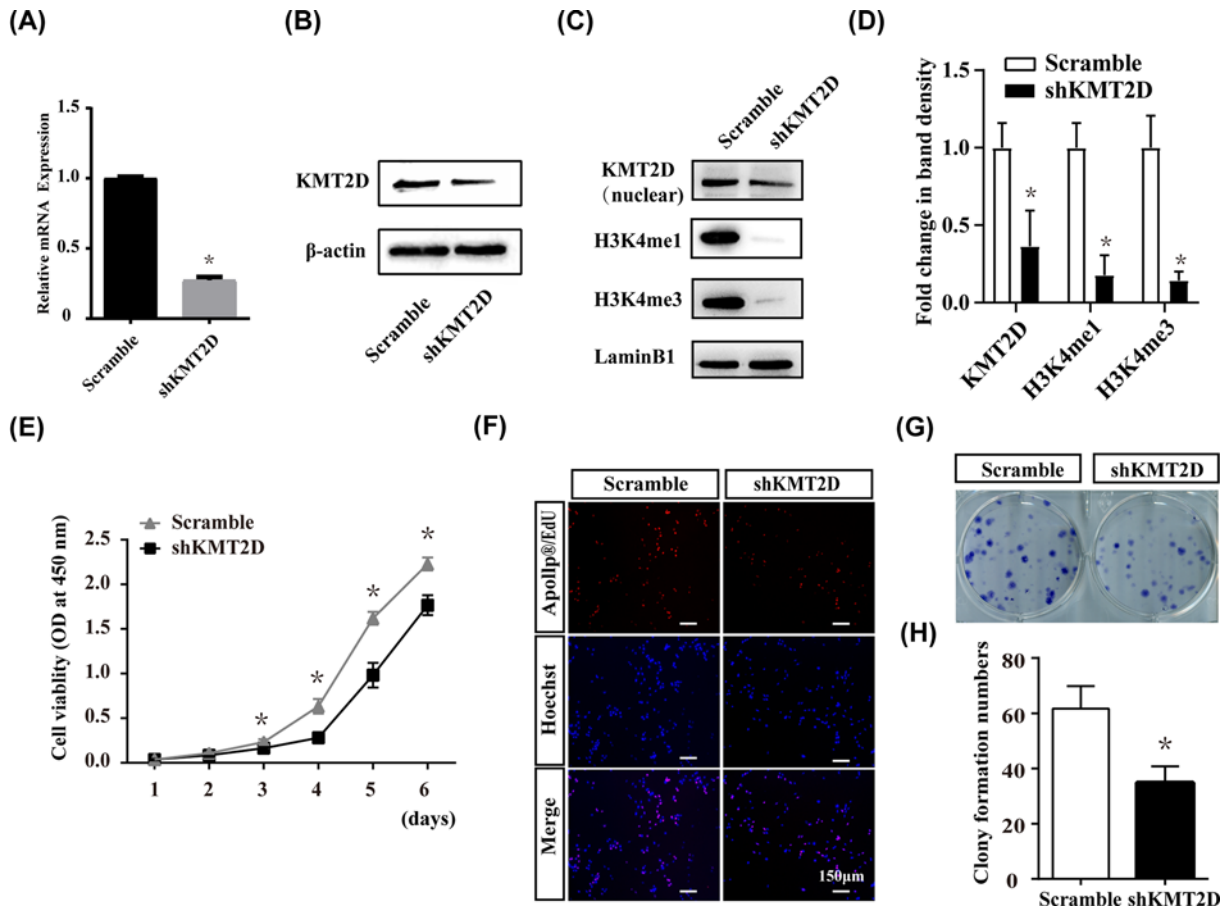 (A)
Relative mRNA Expression
1.5
1.0
0.5
0
*
Scramble
shKMT2D
(B)
KMT2D
β-actin
Scramble
shKMT2D
(C)
Scramble
shKMT2D
KMT2D
(nuclear)
H3K4me1
H3K4me3
LaminB1
(D)
Scramble
shKMT2D
Fold change in band density
1.5
1.0
0.5
0.0
*
*
*
KMT2D
H3K4me1
H3K4me3
(E)
Scramble
shKMT2D
Cell viablity (OD at 450 nm)
2.5
2.0
1.5
1.0
0.5
0.0
*
*
*
*
1 2 3 4 5 6
(days)
(F)
Scramble shKMT2D
Apollp®/EdU
Hoechst
Merge
150μm
(G)
Scramble shKMT2D
(H)
Clony formation numbers
80
60
40
20
0
*
Scramble shKMT2D